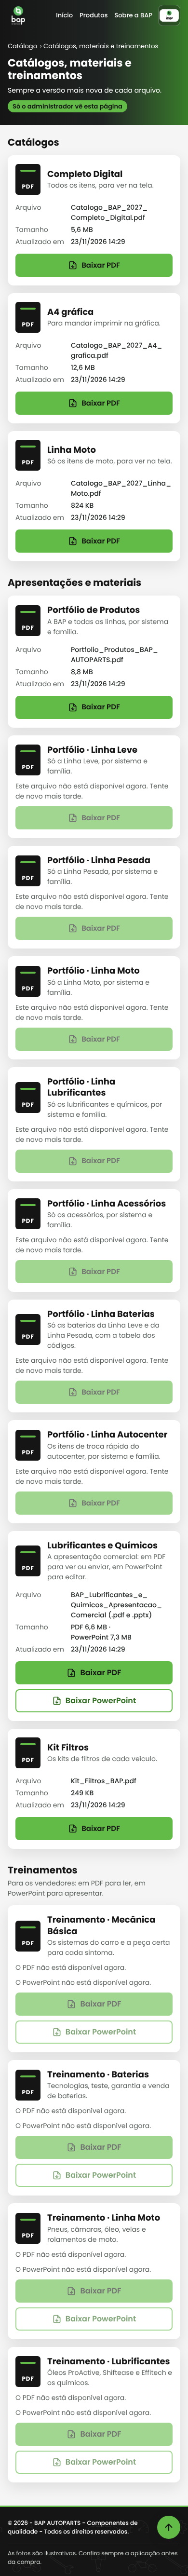 bap
Início Produtos Sobre a BAP
bap
Catálogo › Catálogos, materiais e treinamentos
Catálogos, materiais e
treinamentos
Sempre a versão mais nova de cada arquivo.
Só o administrador vê esta página
Catálogos
PDF
Completo Digital
Todos os itens, para ver na tela.
Arquivo Catalogo_BAP_2027_
Completo_Digital.pdf
Tamanho 5,6 MB
Atualizado em 23/11/2026 14:29
Baixar PDF
PDF
A4 gráfica
Para mandar imprimir na gráfica.
Arquivo Catalogo_BAP_2027_A4_
grafica.pdf
Tamanho 12,6 MB
Atualizado em 23/11/2026 14:29
Baixar PDF
PDF
Linha Moto
Só os itens de moto, para ver na tela.
Arquivo Catalogo_BAP_2027_Linha_
Moto.pdf
Tamanho 824 KB
Atualizado em 23/11/2026 14:29
Baixar PDF
Apresentações e materiais
PDF
Portfólio de Produtos
A BAP e todas as linhas, por sistema
e família.
Arquivo Portfolio_Produtos_BAP_
AUTOPARTS.pdf
Tamanho 8,8 MB
Atualizado em 23/11/2026 14:29
Baixar PDF
PDF
Portfólio · Linha Leve
Só a Linha Leve, por sistema e
família.
Este arquivo não está disponível agora. Tente
de novo mais tarde.
Baixar PDF
PDF
Portfólio · Linha Pesada
Só a Linha Pesada, por sistema e
família.
Este arquivo não está disponível agora. Tente
de novo mais tarde.
Baixar PDF
PDF
Portfólio · Linha Moto
Só a Linha Moto, por sistema e
família.
Este arquivo não está disponível agora. Tente
de novo mais tarde.
Baixar PDF
PDF
Portfólio · Linha
Lubrificantes
Só os lubrificantes e químicos, por
sistema e família.
Este arquivo não está disponível agora. Tente
de novo mais tarde.
Baixar PDF
PDF
Portfólio · Linha Acessórios
Só os acessórios, por sistema e
família.
Este arquivo não está disponível agora. Tente
de novo mais tarde.
Baixar PDF
PDF
Portfólio · Linha Baterias
Só as baterias da Linha Leve e da
Linha Pesada, com a tabela dos
códigos.
Este arquivo não está disponível agora. Tente
de novo mais tarde.
Baixar PDF
PDF
Portfólio · Linha Autocenter
Os itens de troca rápida do
autocenter, por sistema e família.
Este arquivo não está disponível agora. Tente
de novo mais tarde.
Baixar PDF
PDF
Lubrificantes e Químicos
A apresentação comercial: em PDF
para ver ou enviar, em PowerPoint
para editar.
Arquivo BAP_Lubrificantes_e_
Quimicos_Apresentacao_
Comercial (.pdf e .pptx)
Tamanho PDF 6,6 MB ·
PowerPoint 7,3 MB
Atualizado em 23/11/2026 14:29
Baixar PDF
Baixar PowerPoint
PDF
Kit Filtros
Os kits de filtros de cada veículo.
Arquivo Kit_Filtros_BAP.pdf
Tamanho 249 KB
Atualizado em 23/11/2026 14:29
Baixar PDF
Treinamentos
Para os vendedores: em PDF para ler, em
PowerPoint para apresentar.
PDF
Treinamento · Mecânica
Básica
Os sistemas do carro e a peça certa
para cada sintoma.
O PDF não está disponível agora.
O PowerPoint não está disponível agora.
Baixar PDF
Baixar PowerPoint
PDF
Treinamento · Baterias
Tecnologias, teste, garantia e venda
de baterias.
O PDF não está disponível agora.
O PowerPoint não está disponível agora.
Baixar PDF
Baixar PowerPoint
PDF
Treinamento · Linha Moto
Pneus, câmaras, óleo, velas e
rolamentos de moto.
O PDF não está disponível agora.
O PowerPoint não está disponível agora.
Baixar PDF
Baixar PowerPoint
PDF
Treinamento · Lubrificantes
Óleos ProActive, Shiftease e Effitech e
os químicos.
O PDF não está disponível agora.
O PowerPoint não está disponível agora.
Baixar PDF
Baixar PowerPoint
© 2026 - BAP AUTOPARTS - Componentes de
qualidade - Todos os direitos reservados.
As fotos são ilustrativas. Confira sempre a aplicação antes
da compra.